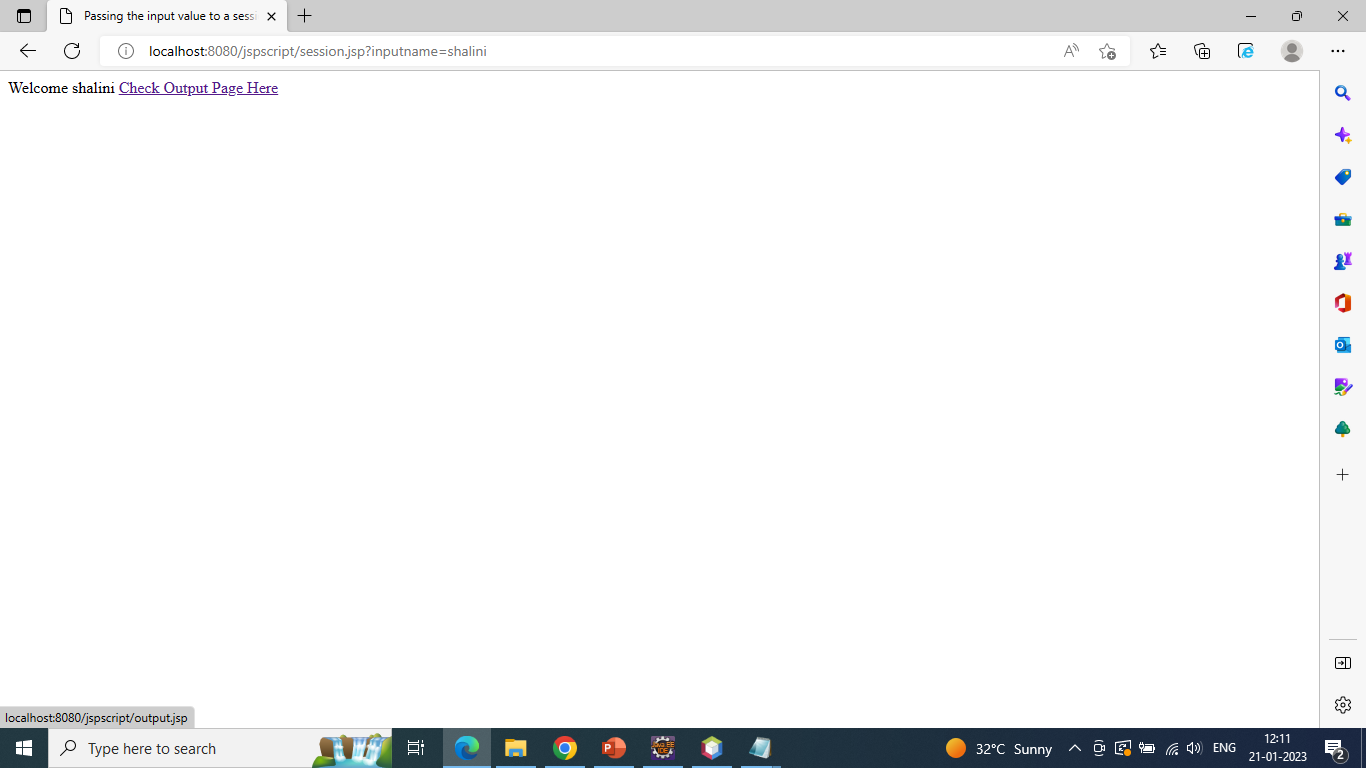 Passing the input value to a sess
localhost:8080/jspscript/session.jsp?inputname=shalini
Welcome shalini Check Output Page Here
localhost:8080/jspscript/output.jsp
Type here to search
32°C Sunny
ENG
12:11
21-01-2023
2